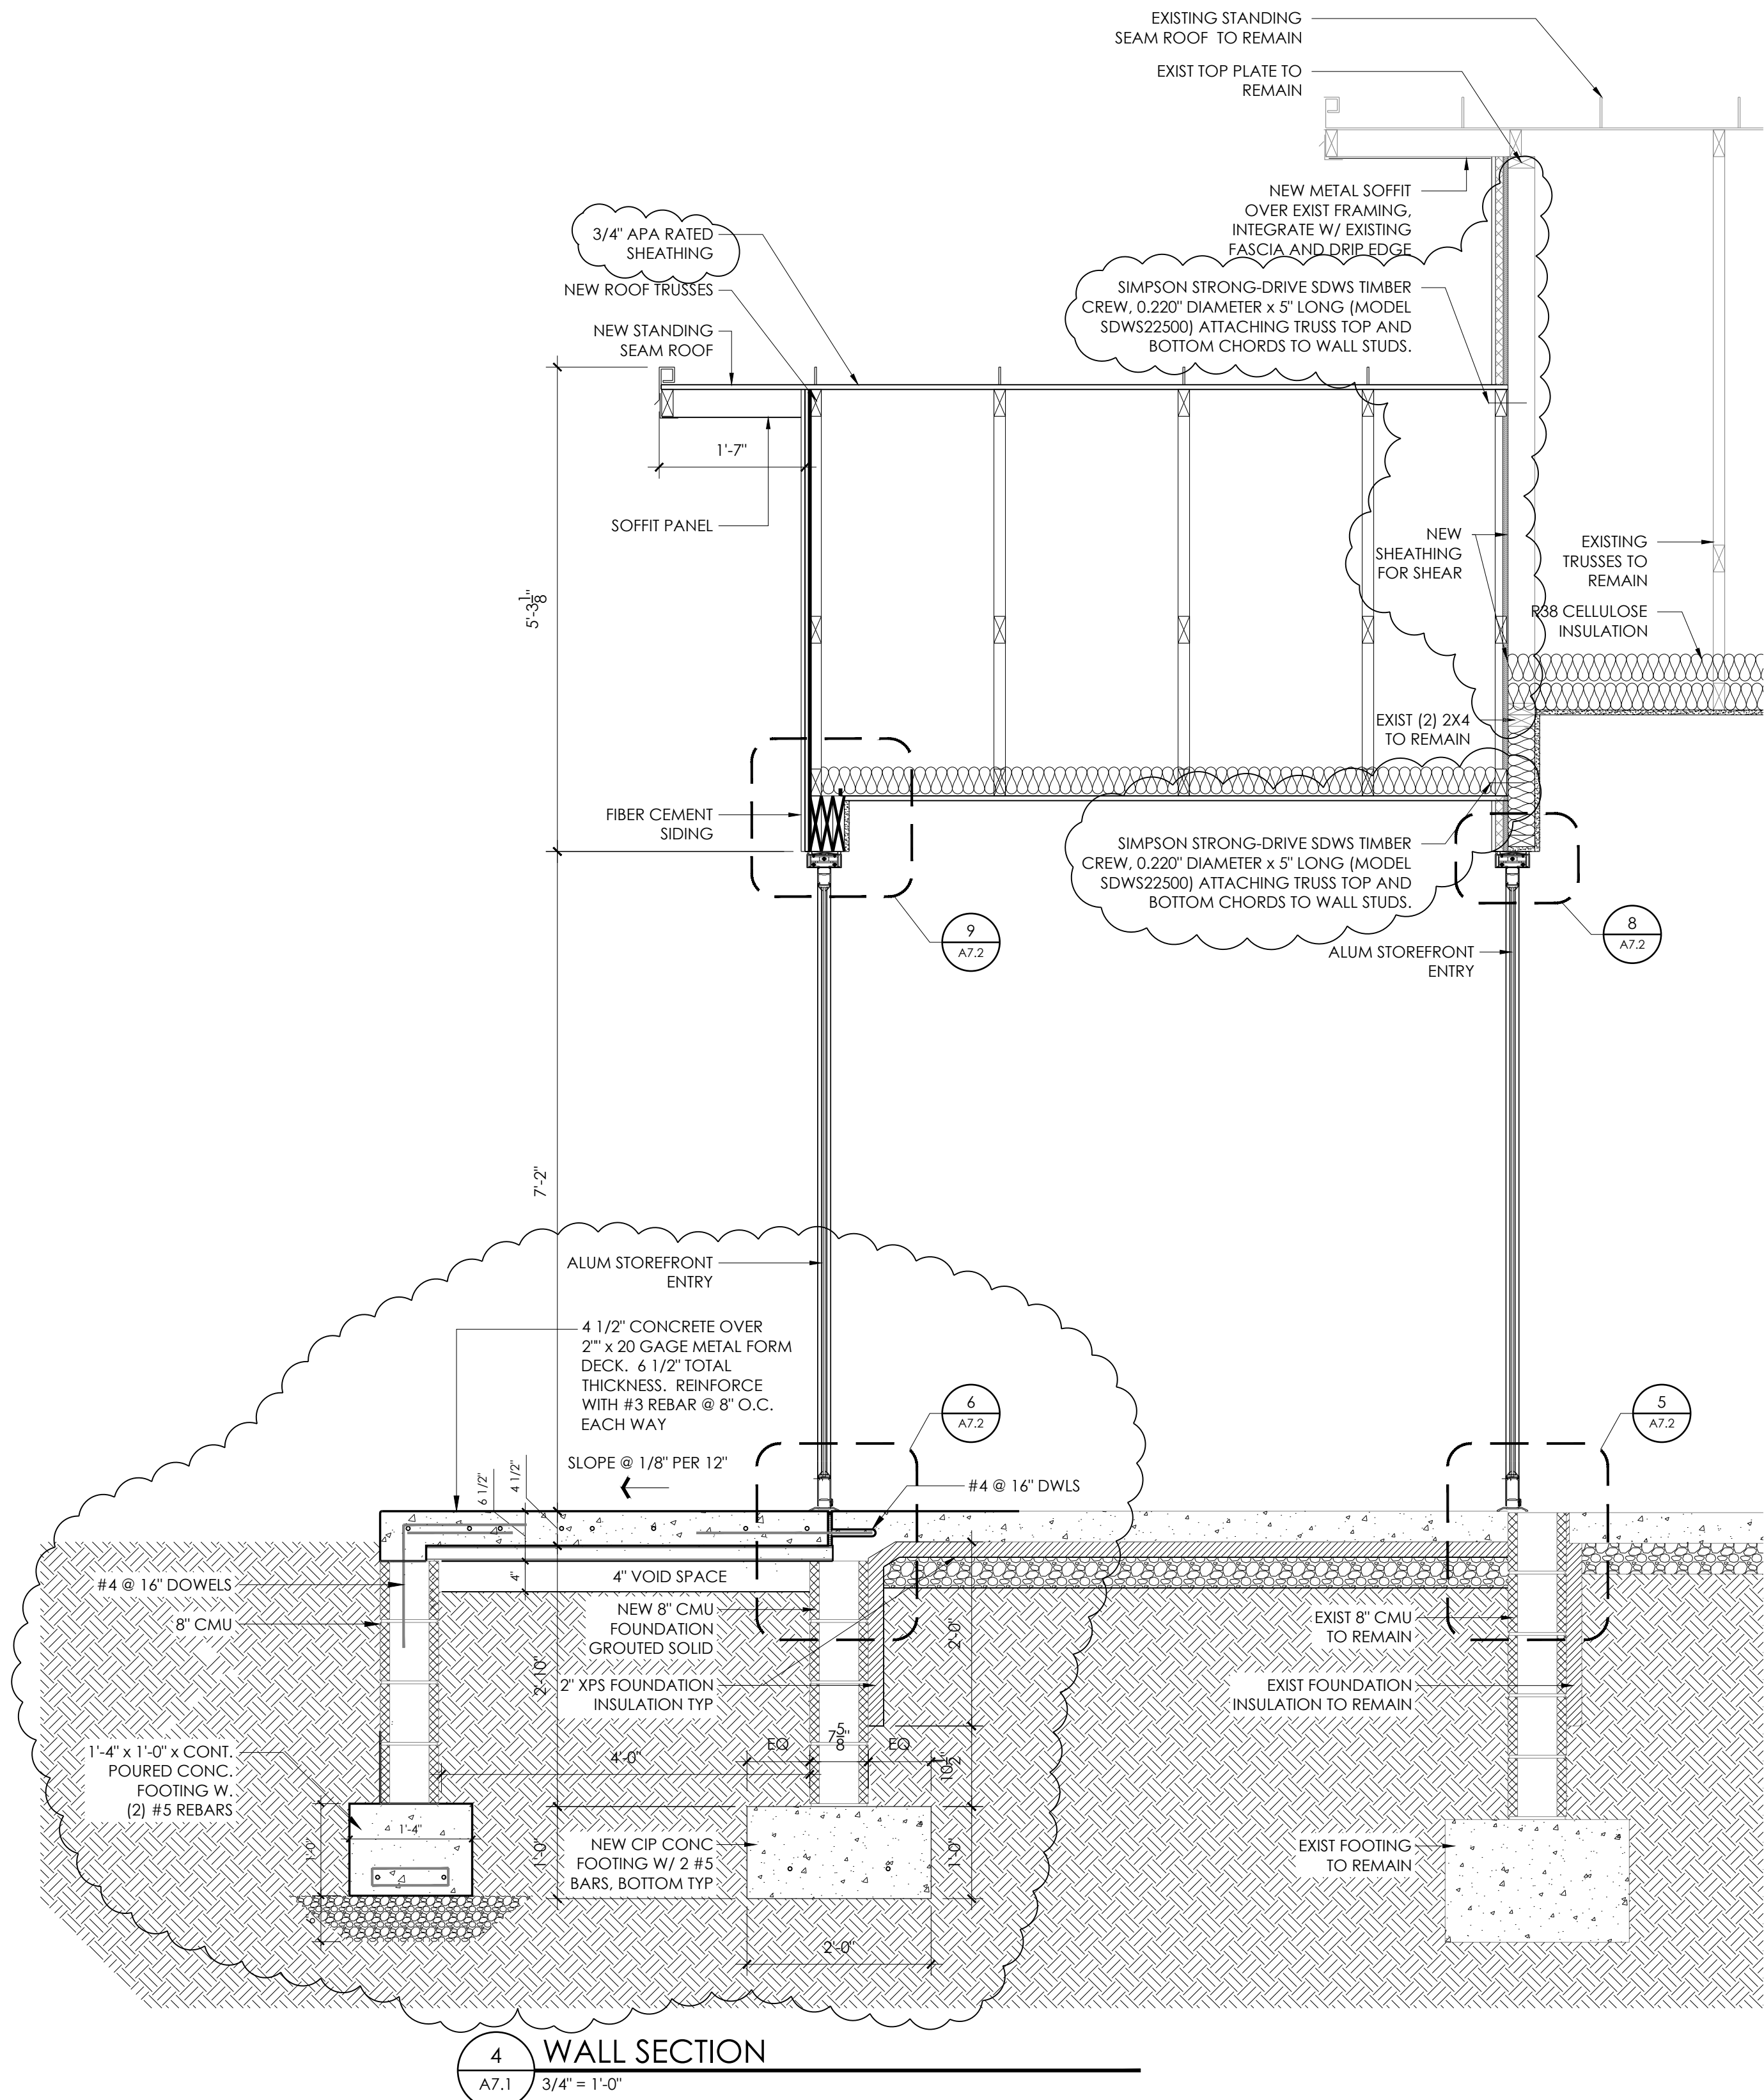 EXISTING STANDING
SEAM ROOF TO REMAIN
EXIST TOP PLATE TO
REMAIN
NEW METAL SOFFIT
OVER EXIST FRAMING,
INTEGRATE W/ EXISTING
FASCIA AND DRIP EDGE
3/4" APA RATED
SHEATHING
NEW ROOF TRUSSES
NEW STANDING
SEAM ROOF
SIMPSON STRONG-DRIVE SDWS TIMBER
CREW, 0.220" DIAMETER x 5" LONG (MODEL
SDWS22500) ATTACHING TRUSS TOP AND
BOTTOM CHORDS TO WALL STUDS.
1'-7"
SOFFIT PANEL
5'-3 1/8"
NEW
SHEATHING
FOR SHEAR
EXISTING
TRUSSES TO
REMAIN
R38 CELLULOSE
INSULATION
EXIST (2) 2X4
TO REMAIN
FIBER CEMENT
SIDING
SIMPSON STRONG-DRIVE SDWS TIMBER
CREW, 0.220" DIAMETER x 5" LONG (MODEL
SDWS22500) ATTACHING TRUSS TOP AND
BOTTOM CHORDS TO WALL STUDS.
9
A7.2
8
A7.2
ALUM STOREFRONT
ENTRY
7'-2"
ALUM STOREFRONT
ENTRY
4 1/2" CONCRETE OVER
2"" x 20 GAGE METAL FORM
DECK. 6 1/2" TOTAL
THICKNESS. REINFORCE
WITH #3 REBAR @ 8" O.C.
EACH WAY
6
A7.2
5
A7.2
SLOPE @ 1/8" PER 12"
6 1/2"
4 1/2"
#4 @ 16" DWLS
#4 @ 16" DOWELS
4"
4" VOID SPACE
8" CMU
NEW 8" CMU
FOUNDATION
GROUTED SOLID
2'-0"
EXIST 8" CMU
TO REMAIN
2'-10"
2" XPS FOUNDATION
INSULATION TYP
EXIST FOUNDATION
INSULATION TO REMAIN
1'-4" x 1'-0" x CONT.
POURED CONC.
FOOTING W.
(2) #5 REBARS
4'-0"
EQ
7 5/8"
EQ
10 1/2"
1'-4"
1'-0"
1'-0"
NEW CIP CONC
FOOTING W/ 2 #5
BARS, BOTTOM TYP
1'-0"
EXIST FOOTING
TO REMAIN
6"
2'-0"
4
A7.1
WALL SECTION
3/4" = 1'-0"